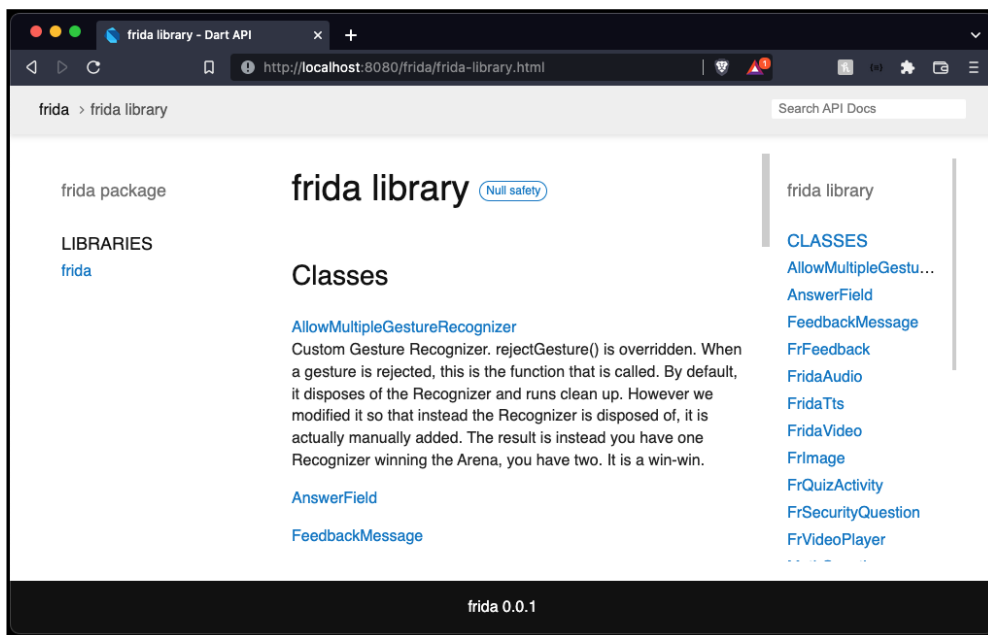 frida library - Dart API
http://localhost:8080/frida/frida-library.html
1
frida > frida library
Search API Docs
frida package
LIBRARIES
frida
frida library
Null safety
Classes
AllowMultipleGestureRecognizer
Custom Gesture Recognizer. rejectGesture() is overridden. When
a gesture is rejected, this is the function that is called. By default,
it disposes of the Recognizer and runs clean up. However we
modified it so that instead the Recognizer is disposed of, it is
actually manually added. The result is instead you have one
Recognizer winning the Arena, you have two. It is a win-win.
AnswerField
FeedbackMessage
frida library
CLASSES
AllowMultipleGestu...
AnswerField
FeedbackMessage
FrFeedback
FridaAudio
FridaTts
FridaVideo
FrImage
FrQuizActivity
FrSecurityQuestion
FrVideoPlayer
frida 0.0.1